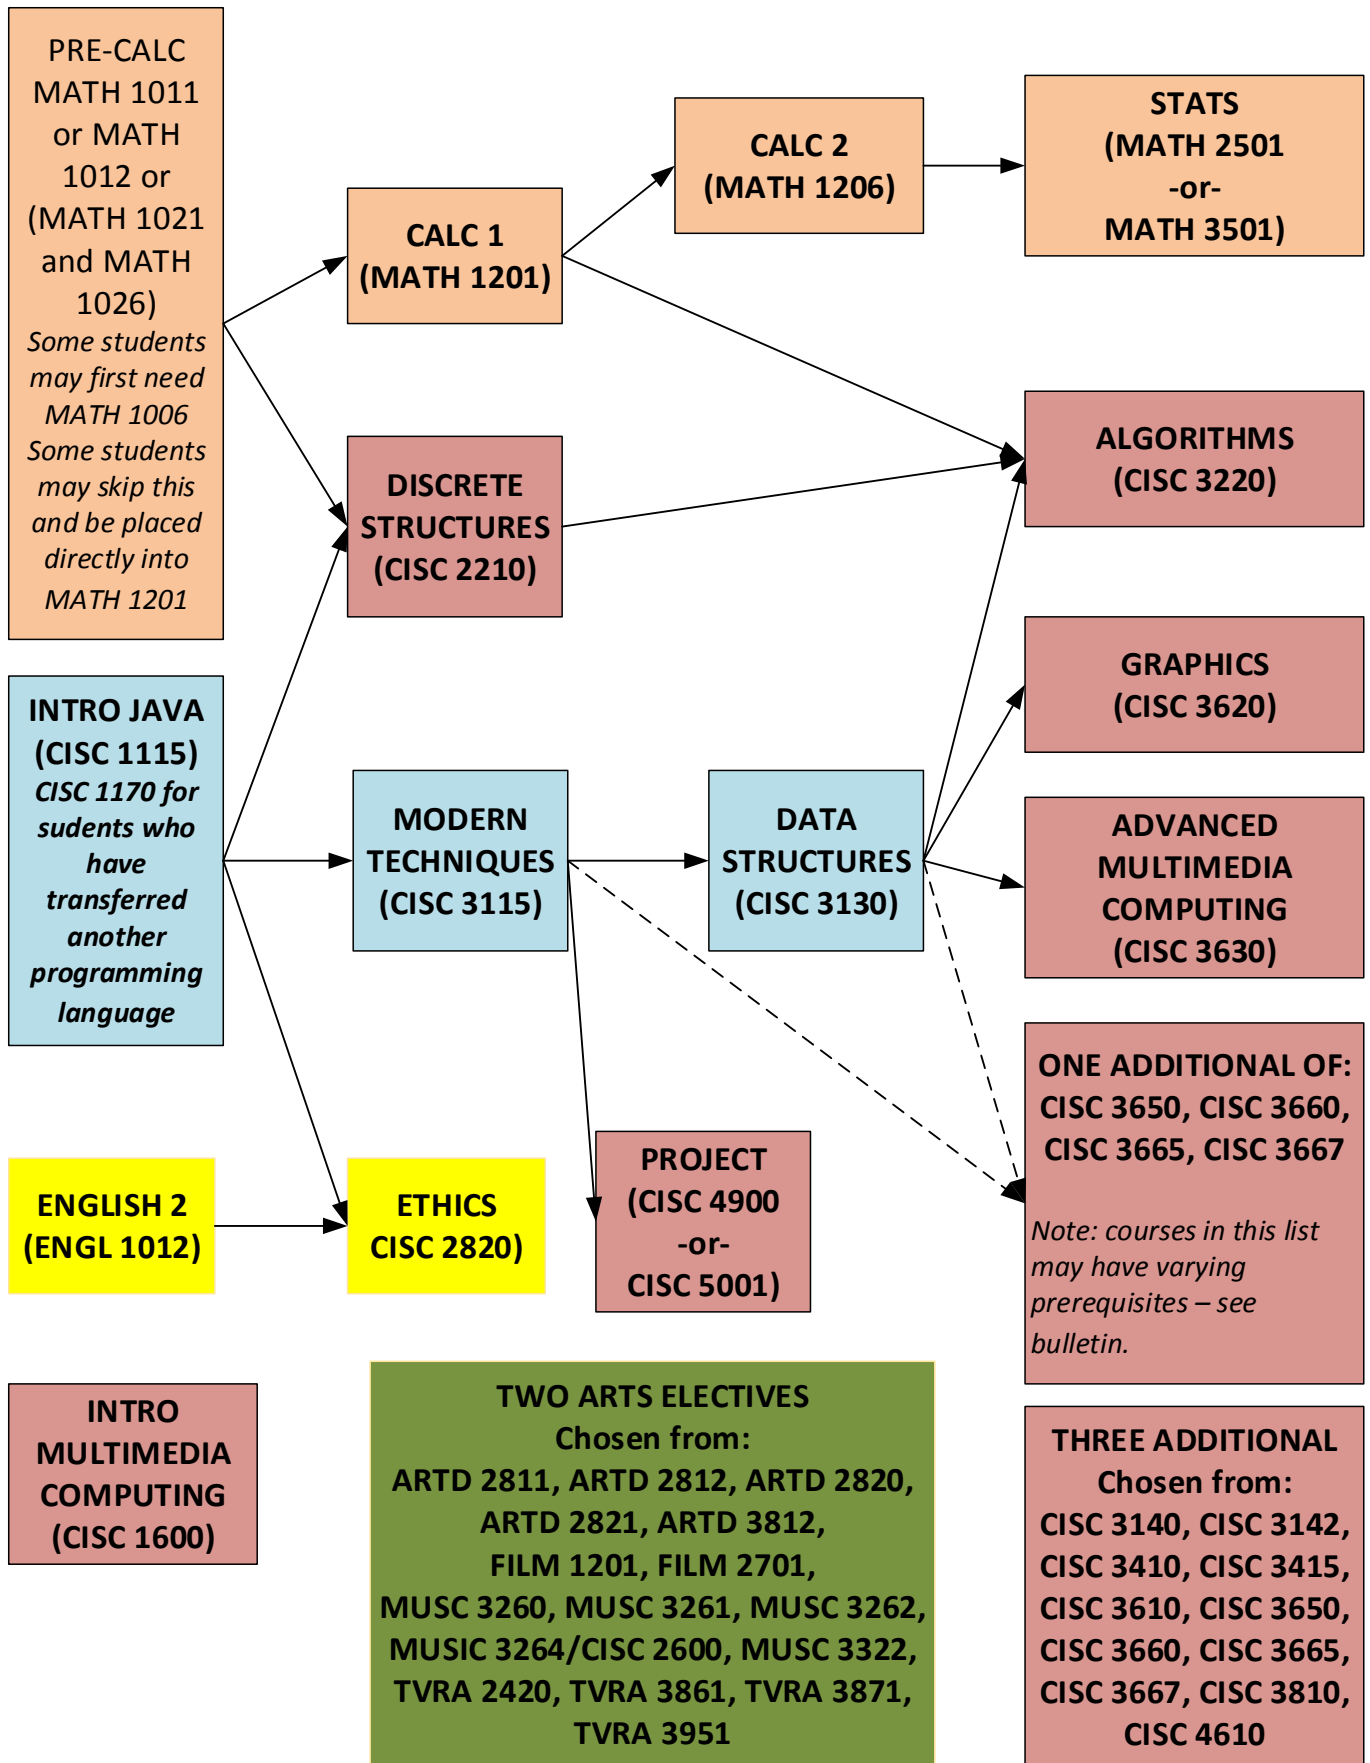 PRE-CALC
MATH 1011
or MATH
1012 or
(MATH 1021
and MATH
1026)
Some students
may first need
MATH 1006
Some students
may skip this
and be placed
directly into
MATH 1201
CALC 1
(MATH 1201)
CALC 2
(MATH 1206)
STATS
(MATH 2501
-or-
MATH 3501)
DISCRETE
STRUCTURES
(CISC 2210)
ALGORITHMS
(CISC 3220)
GRAPHICS
(CISC 3620)
INTRO JAVA
(CISC 1115)
CISC 1170 for
sudents who
have
transferred
another
programming
language
MODERN
TECHNIQUES
(CISC 3115)
DATA
STRUCTURES
(CISC 3130)
ADVANCED
MULTIMEDIA
COMPUTING
(CISC 3630)
ONE ADDITIONAL OF:
CISC 3650, CISC 3660,
CISC 3665, CISC 3667
Note: courses in this list
may have varying
prerequisites – see
bulletin.
ENGLISH 2
(ENGL 1012)
ETHICS
CISC 2820)
PROJECT
(CISC 4900
-or-
CISC 5001)
INTRO
MULTIMEDIA
COMPUTING
(CISC 1600)
TWO ARTS ELECTIVES
Chosen from:
ARTD 2811, ARTD 2812, ARTD 2820,
ARTD 2821, ARTD 3812,
FILM 1201, FILM 2701,
MUSC 3260, MUSC 3261, MUSC 3262,
MUSIC 3264/CISC 2600, MUSC 3322,
TVRA 2420, TVRA 3861, TVRA 3871,
TVRA 3951
THREE ADDITIONAL
Chosen from:
CISC 3140, CISC 3142,
CISC 3410, CISC 3415,
CISC 3610, CISC 3650,
CISC 3660, CISC 3665,
CISC 3667, CISC 3810,
CISC 4610